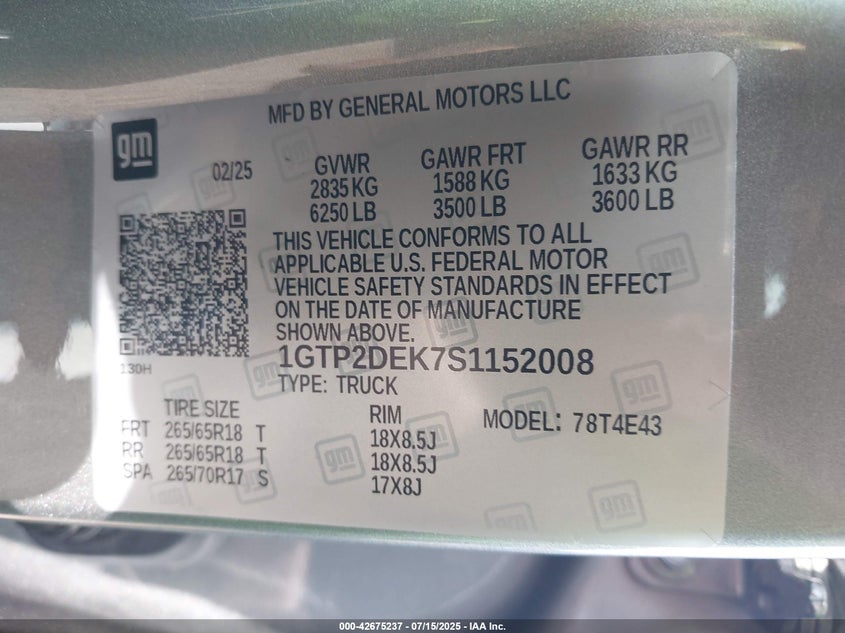 MFD BY GENERAL MOTORS LLC
gm
02/25
GVWR
2835 KG
6250 LB
GAWR FRT
1588 KG
3500 LB
GAWR RR
1633 KG
3600 LB
THIS VEHICLE CONFORMS TO ALL
APPLICABLE U.S. FEDERAL MOTOR
VEHICLE SAFETY STANDARDS IN EFFECT
ON THE DATE OF MANUFACTURE
SHOWN ABOVE.
130H
1GTP2DEK7S1152008
TYPE: TRUCK
TIRE SIZE
FRT 265/65R18 T
RR 265/65R18 T
SPA 265/70R17 S
RIM
18X8.5J
18X8.5J
17X8J
MODEL: 78T4E43
000-42675237 - 07/15/2025 - IAA Inc.